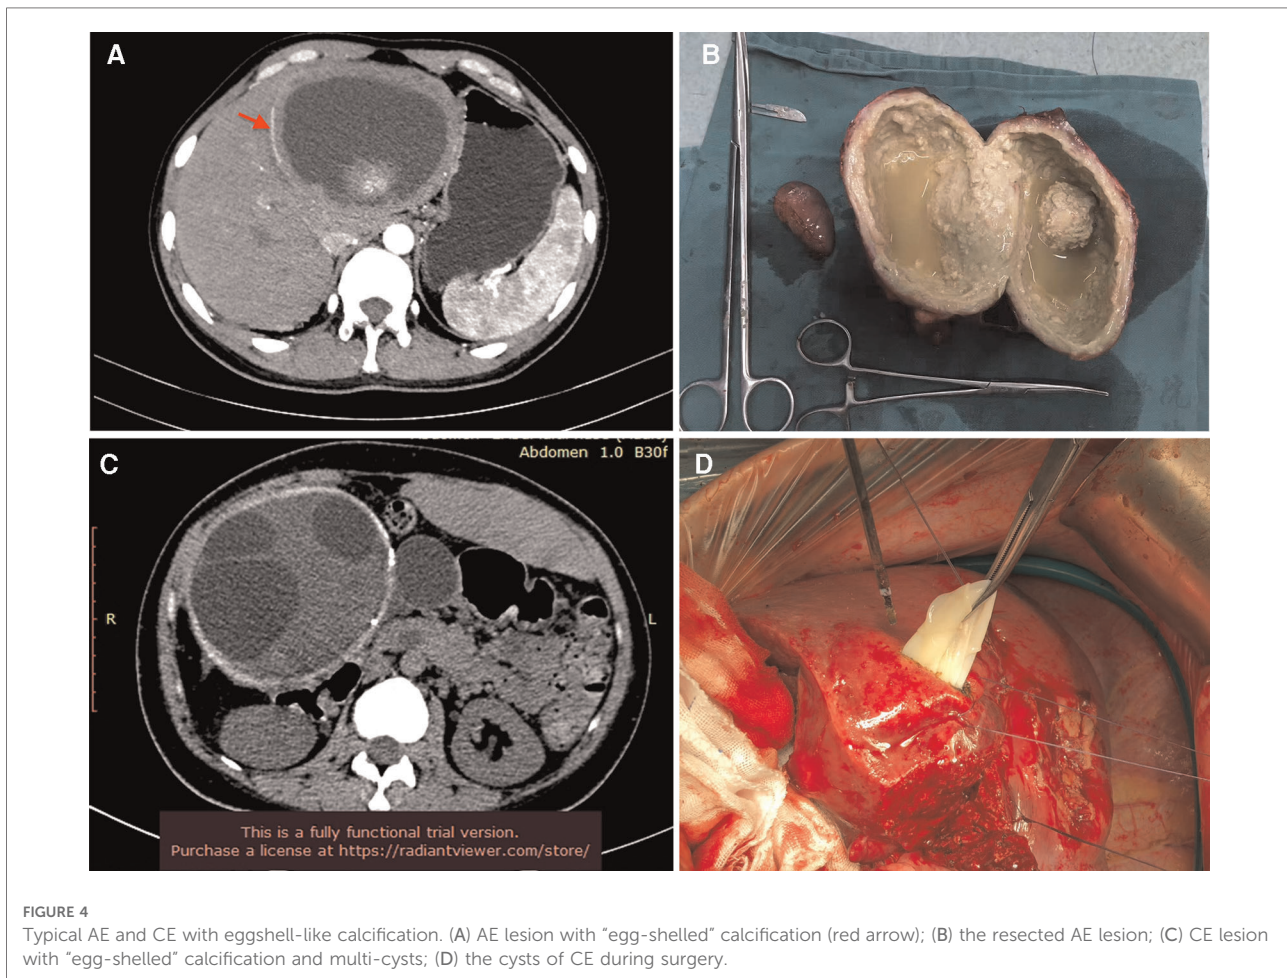 A
B
C
Abdomen 1.0 B30f
R
L
This is a fully functional trial version.
Purchase a license at https://radiantviewer.com/store/
D
FIGURE 4
Typical AE and CE with eggshell-like calcification. (A) AE lesion with “egg-shelled” calcification (red arrow); (B) the resected AE lesion; (C) CE lesion
with “egg-shelled” calcification and multi-cysts; (D) the cysts of CE during surgery.